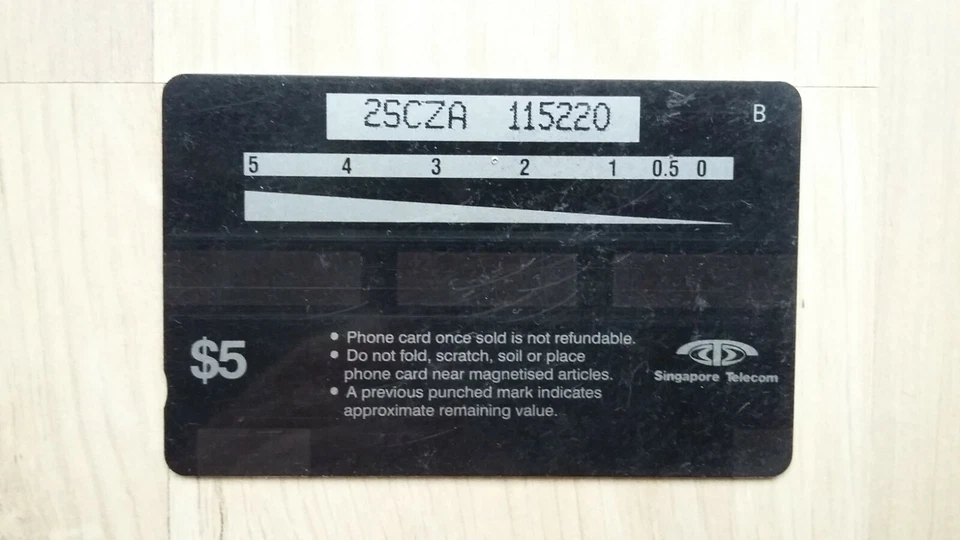 2SCZA 115220
B
5 4 3 2 1 0.5 0
$5
• Phone card once sold is not refundable.
• Do not fold, scratch, soil or place
phone card near magnetised articles.
• A previous punched mark indicates
approximate remaining value.
Singapore Telecom